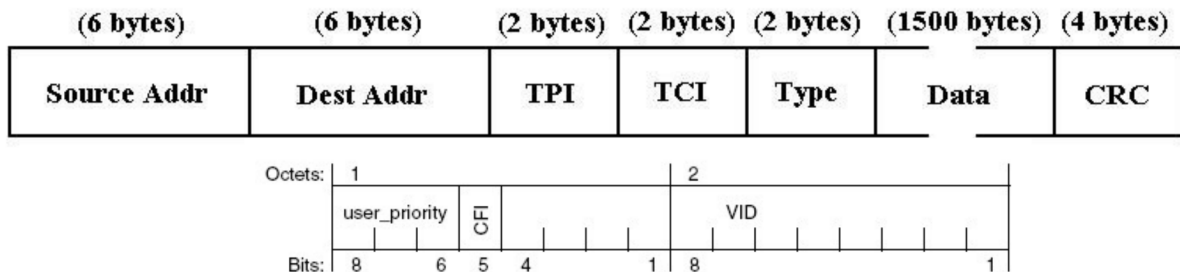 (6 bytes) (6 bytes) (2 bytes) (2 bytes) (2 bytes) (1500 bytes) (4 bytes)
Source Addr Dest Addr TPI TCI Type Data CRC
Octets: 1 2
user_priority CFI VID
Bits: 8 6 5 4 1 8 1